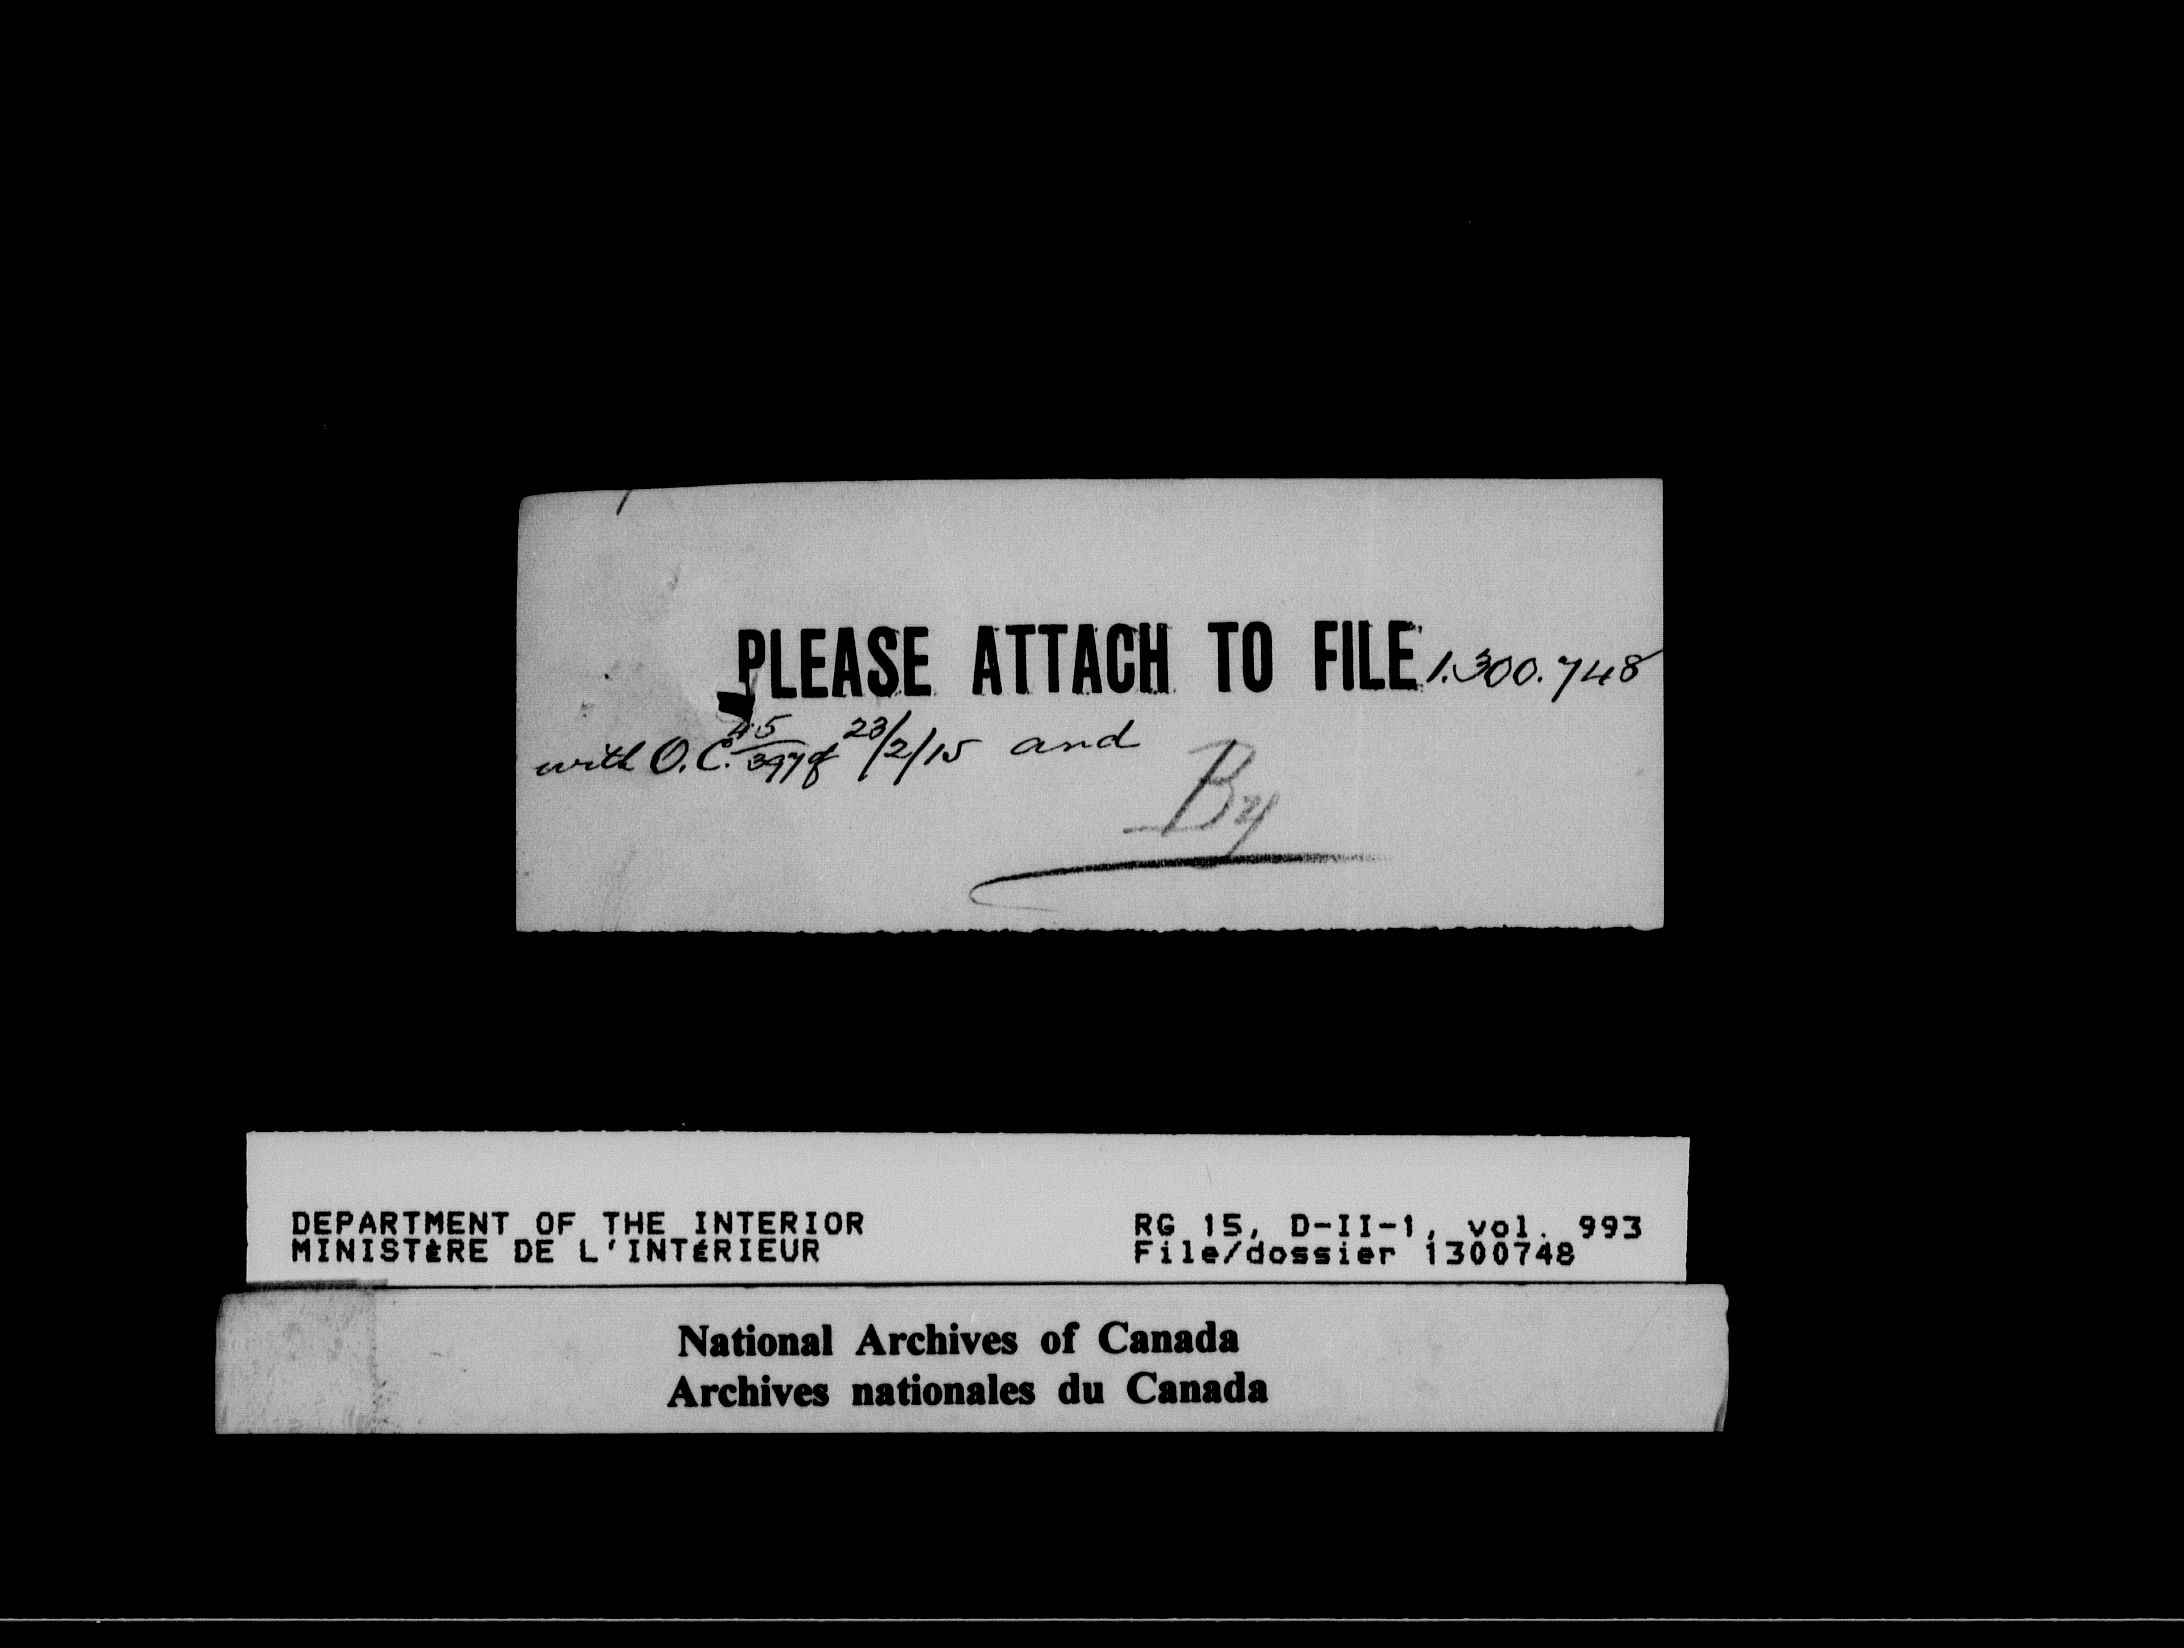 PLEASE ATTACH TO FILE 1.300.748
with O.C. 45/397 of 23/2/15 and
By
DEPARTMENT OF THE INTERIOR
MINISTÈRE DE L'INTÉRIEUR
RG 15, D-II-1, vol. 993
File/dossier 1300748
National Archives of Canada
Archives nationales du Canada